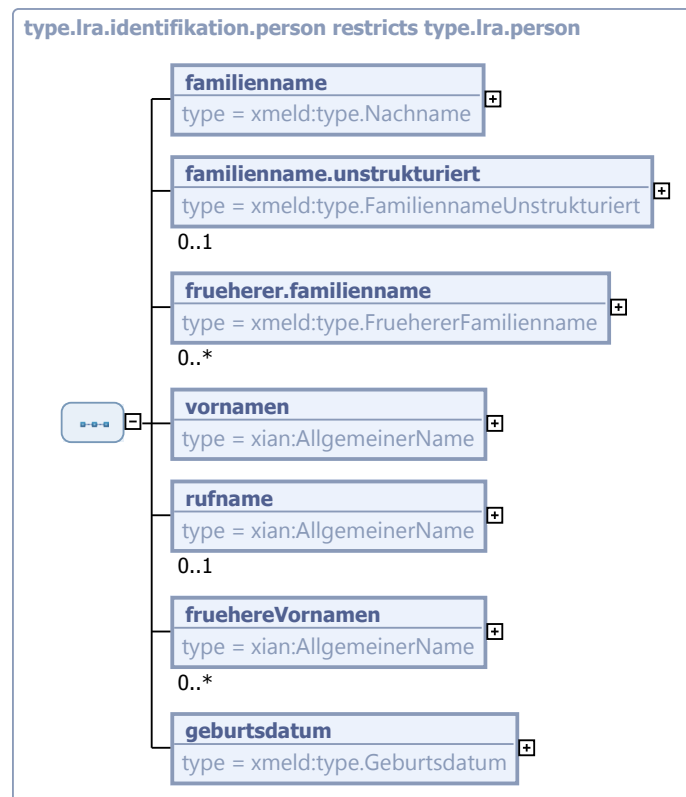 type.lra.identifikation.person restricts type.lra.person
familienname
type = xmeld:type.Nachname
familienname.unstrukturiert
type = xmeld:type.FamiliennameUnstrukturiert
0..1
frueherer.familienname
type = xmeld:type.FruehererFamilienname
0..*
vornamen
type = xian:AllgemeinerName
rufname
type = xian:AllgemeinerName
0..1
fruehereVornamen
type = xian:AllgemeinerName
0..*
geburtsdatum
type = xmeld:type.Geburtsdatum